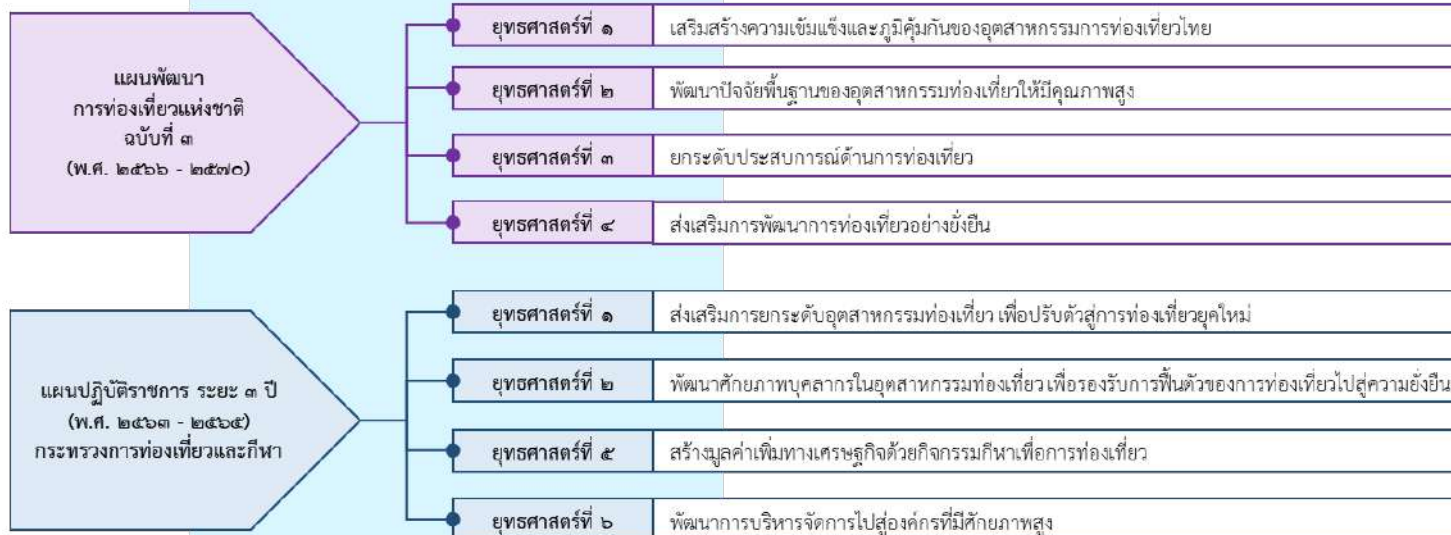 แผนพัฒนา
การท่องเที่ยวแห่งชาติ
ฉบับที่ ๓
(พ.ศ. ๒๕๖๖ - ๒๕๗๐)
ยุทธศาสตร์ที่ ๑ เสริมสร้างความเข้มแข็งและภูมิคุ้มกันของอุตสาหกรรมการท่องเที่ยวไทย
ยุทธศาสตร์ที่ ๒ พัฒนาปัจจัยพื้นฐานของอุตสาหกรรมท่องเที่ยวให้มีคุณภาพสูง
ยุทธศาสตร์ที่ ๓ ยกระดับประสบการณ์ด้านการท่องเที่ยว
ยุทธศาสตร์ที่ ๔ ส่งเสริมการพัฒนาการท่องเที่ยวอย่างยั่งยืน
แผนปฏิบัติราชการ ระยะ ๓ ปี
(พ.ศ. ๒๕๖๓ - ๒๕๖๕)
กระทรวงการท่องเที่ยวและกีฬา
ยุทธศาสตร์ที่ ๑ ส่งเสริมการยกระดับอุตสาหกรรมท่องเที่ยว เพื่อปรับตัวสู่การท่องเที่ยวยุคใหม่
ยุทธศาสตร์ที่ ๒ พัฒนาศักยภาพบุคลากรในอุตสาหกรรมท่องเที่ยว เพื่อรองรับการฟื้นตัวของการท่องเที่ยวไปสู่ความยั่งยืน
ยุทธศาสตร์ที่ ๕ สร้างมูลค่าเพิ่มทางเศรษฐกิจด้วยกิจกรรมกีฬาเพื่อการท่องเที่ยว
ยุทธศาสตร์ที่ ๖ พัฒนาการบริหารจัดการไปสู่องค์กรที่มีศักยภาพสูง